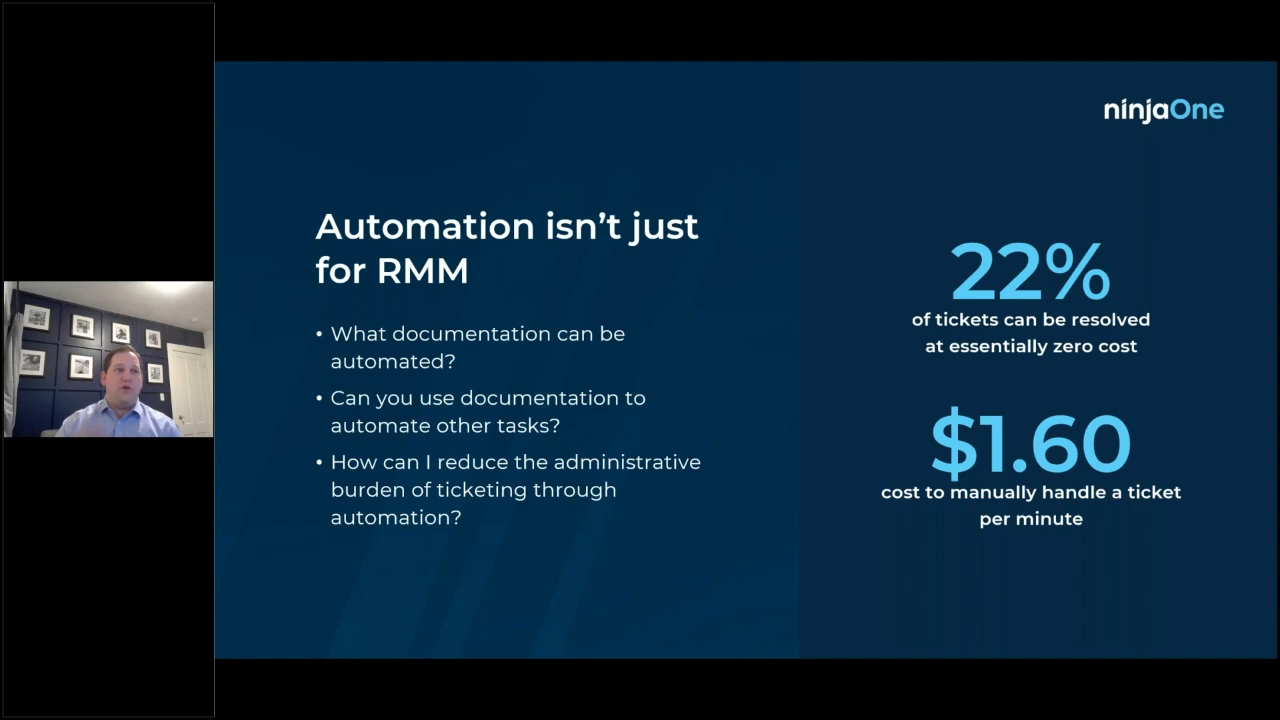 ninjaOne
Automation isn’t just
for RMM
• What documentation can be
automated?
• Can you use documentation to
automate other tasks?
• How can I reduce the administrative
burden of ticketing through
automation?
22%
of tickets can be resolved
at essentially zero cost
$1.60
cost to manually handle a ticket
per minute